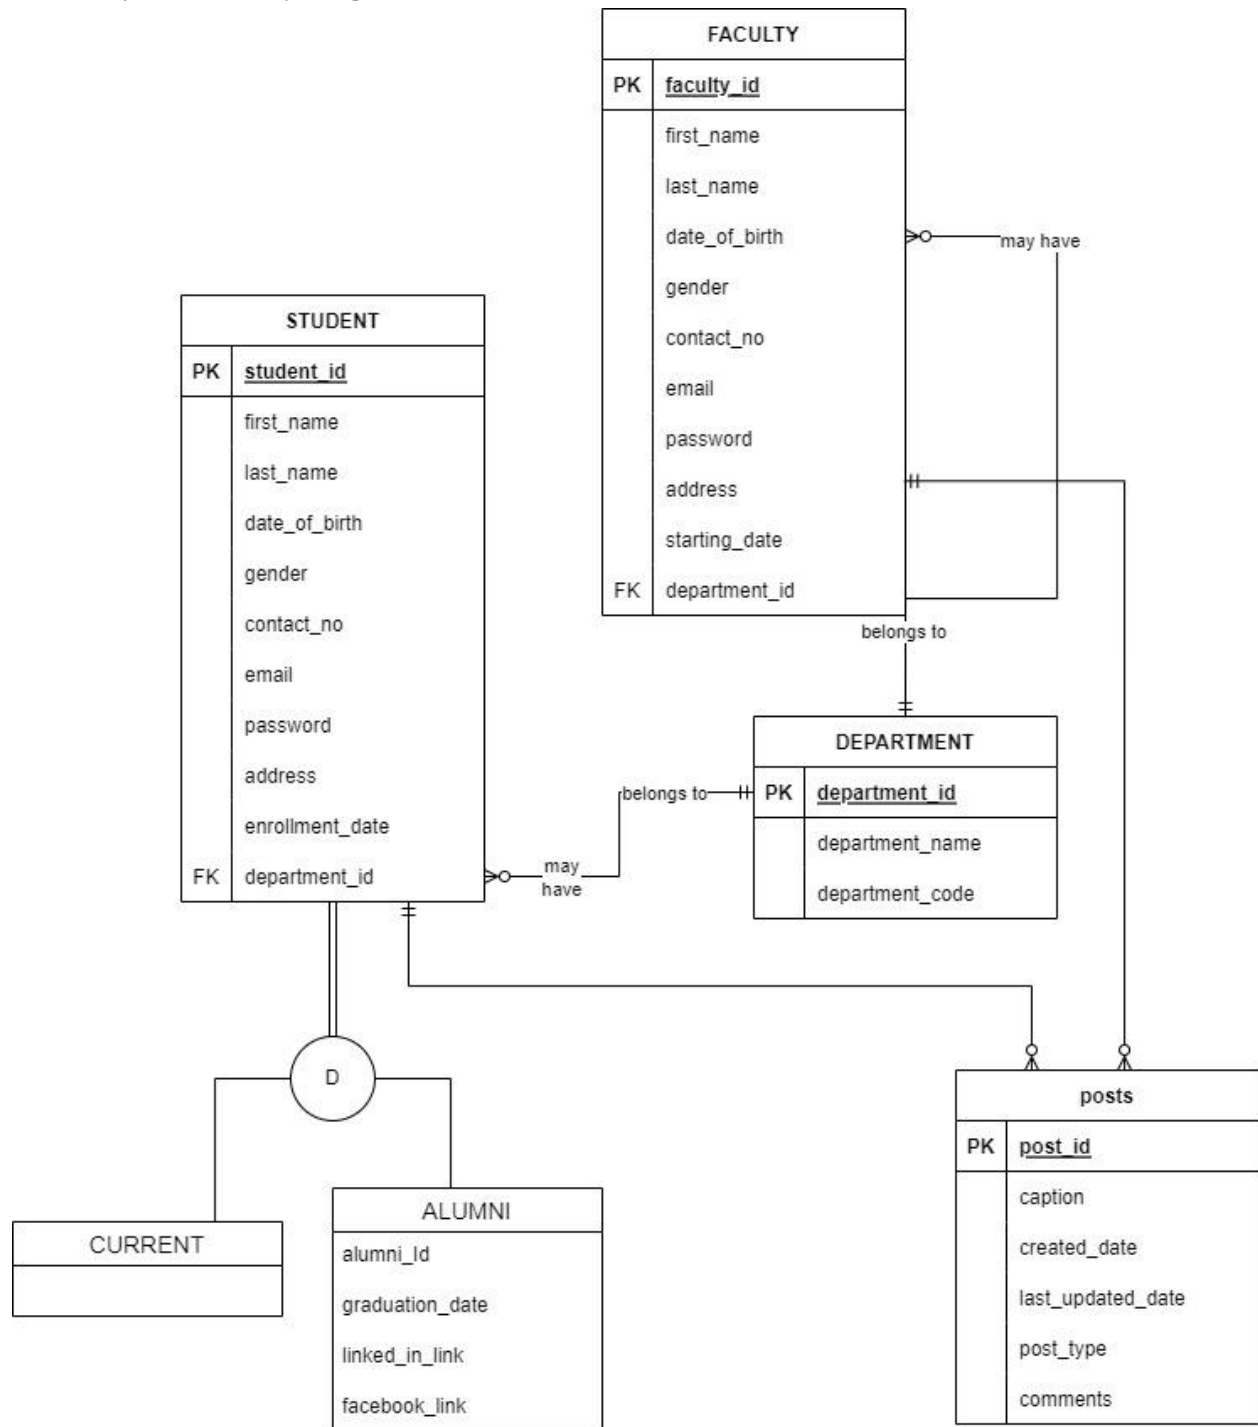 FACULTY
PK faculty_id
first_name
last_name
date_of_birth
gender
contact_no
email
password
address
starting_date
FK department_id
may have
belongs to
STUDENT
PK student_id
first_name
last_name
date_of_birth
gender
contact_no
email
password
address
enrollment_date
FK department_id
may
have
belongs to
DEPARTMENT
PK department_id
department_name
department_code
D
CURRENT
ALUMNI
alumni_Id
graduation_date
linked_in_link
facebook_link
posts
PK post_id
caption
created_date
last_updated_date
post_type
comments